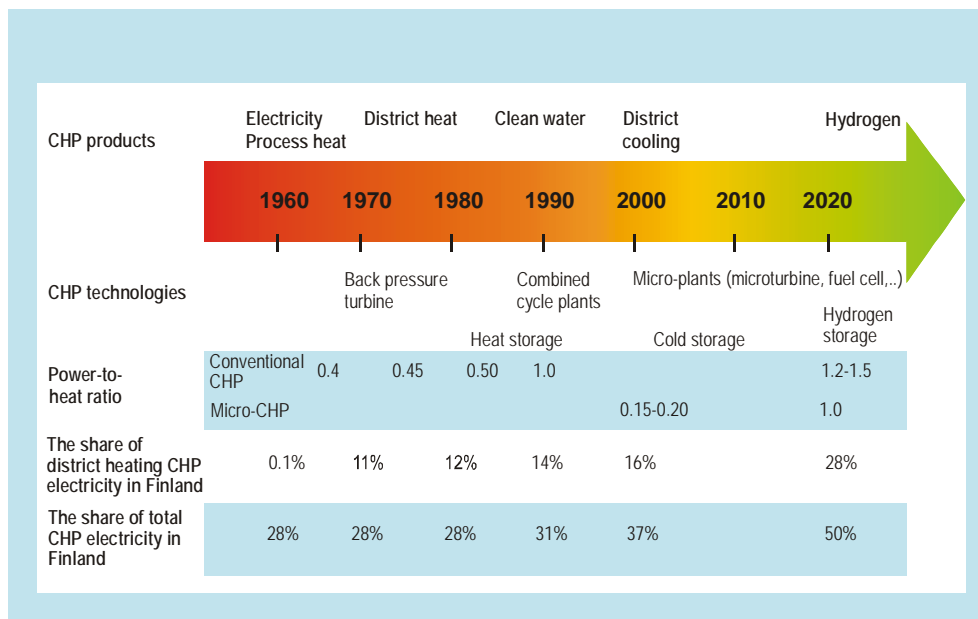 CHP products
Electricity
Process heat
District heat
Clean water
District
cooling
Hydrogen
1960 1970 1980 1990 2000 2010 2020
CHP technologies
Back pressure
turbine
Combined
cycle plants
Micro-plants (microturbine, fuel cell,..)
Heat storage
Cold storage
Hydrogen
storage
Power-to-
heat ratio
Conventional
CHP
0.4 0.45 0.50 1.0 1.2-1.5
Micro-CHP 0.15-0.20 1.0
The share of
district heating CHP
electricity in Finland
0.1% 11% 12% 14% 16% 28%
The share of total
CHP electricity in
Finland
28% 28% 28% 31% 37% 50%